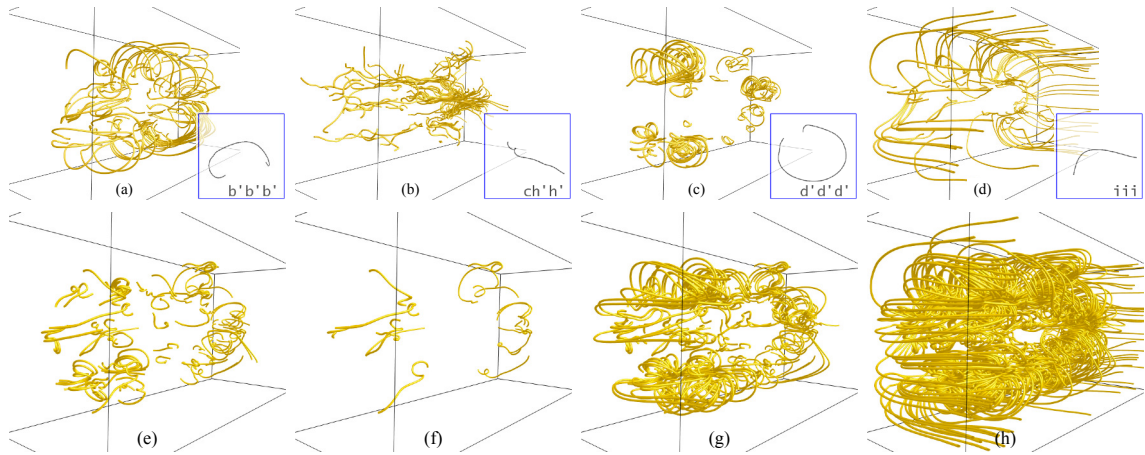 (a)
b'b'b'
(b)
ch'h'
(c)
d'd'd'
(d)
iii
(e)
(f)
(g)
(h)